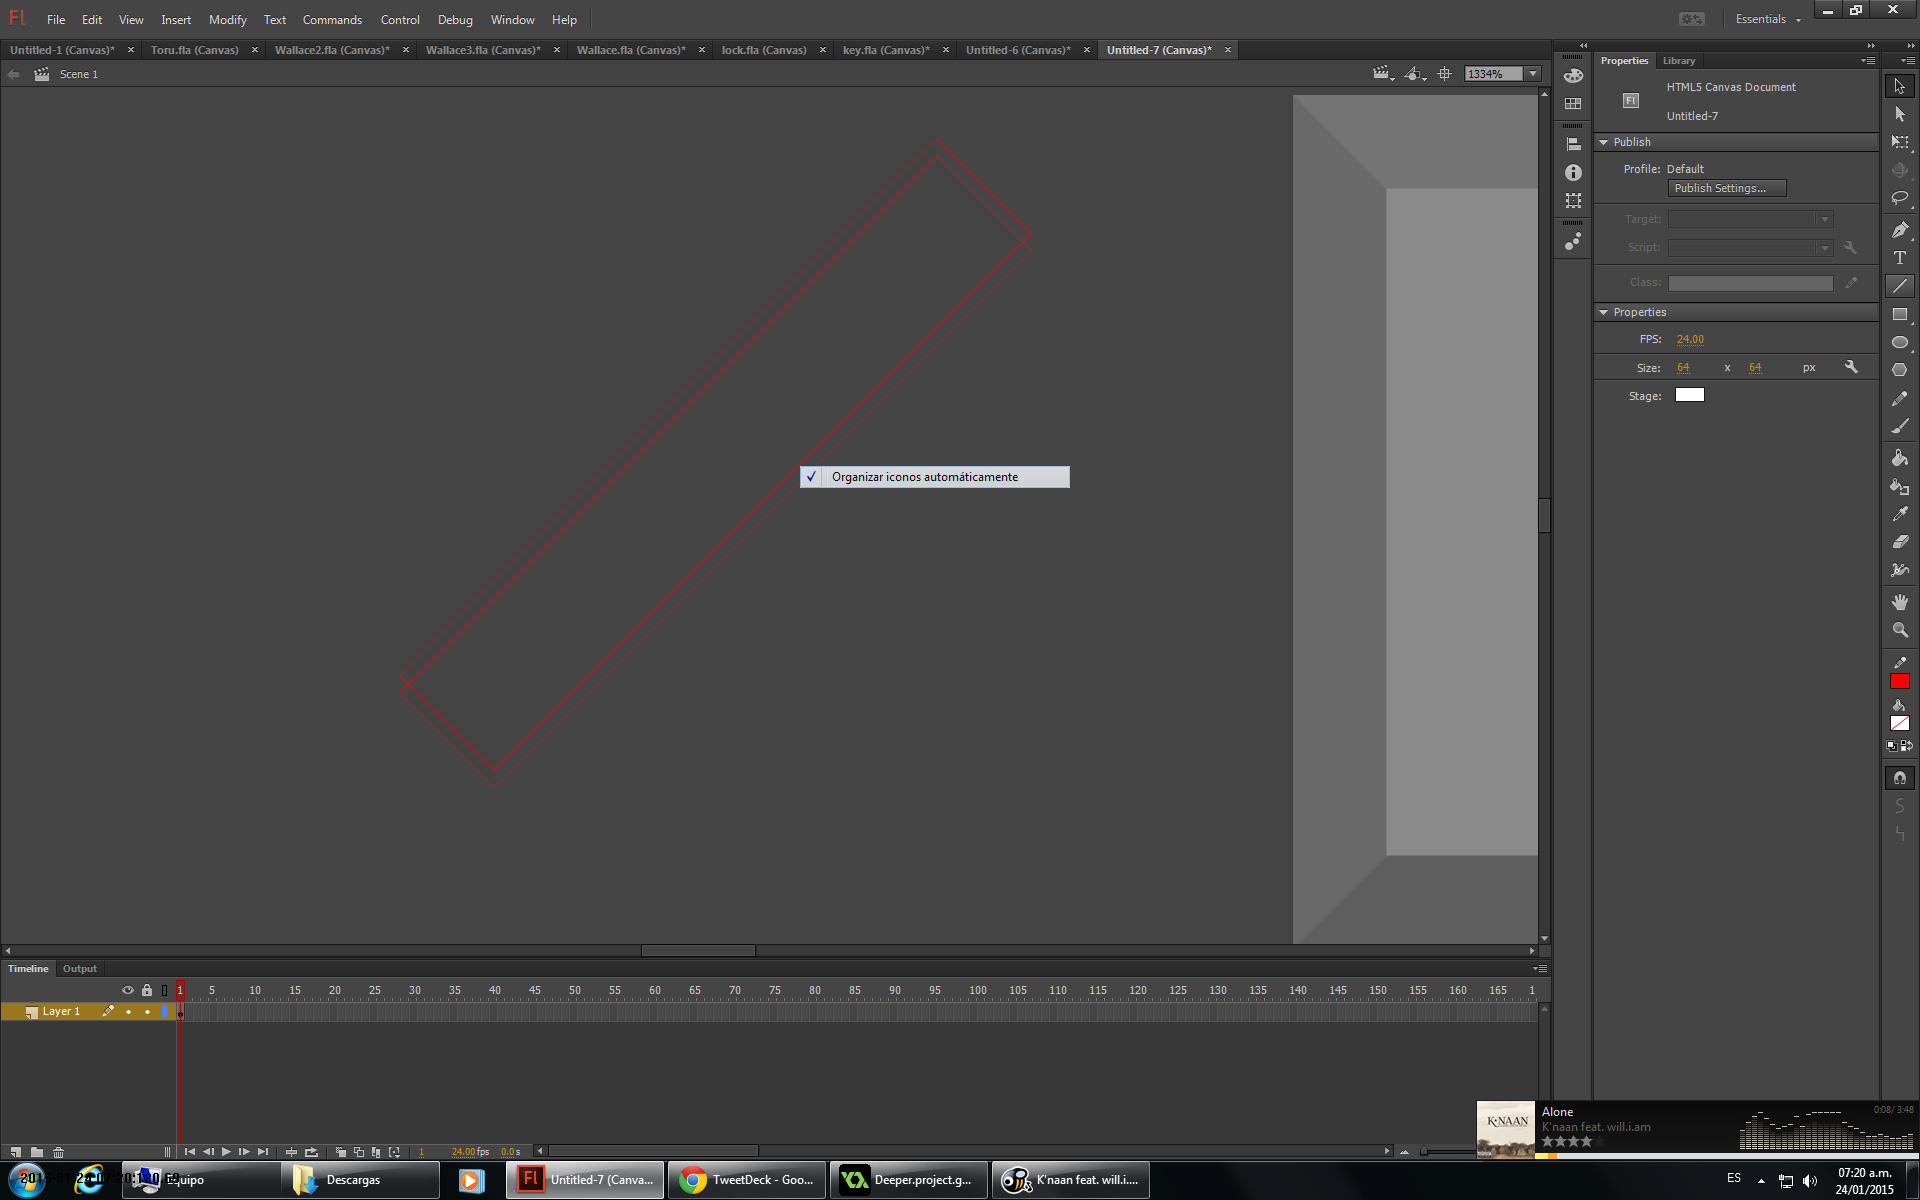 Fl File Edit View Insert Modify Text Commands Control Debug Window Help Essentials
Untitled-1 (Canvas)* Toru.fla (Canvas) Wallace2.fla (Canvas)* Wallace3.fla (Canvas)* Wallace.fla (Canvas)* lock.fla (Canvas) key.fla (Canvas)* Untitled-6 (Canvas)* Untitled-7 (Canvas)*
Scene 1 1334%
Properties Library
Fl HTML5 Canvas Document
Untitled-7
Publish
Profile: Default
Publish Settings...
Target:
Script:
Class:
Properties
FPS: 24.00
Size: 64 x 64 px
Stage:
T
Organizar iconos automáticamente
Timeline Output
1 5 10 15 20 25 30 35 40 45 50 55 60 65 70 75 80 85 90 95 100 105 110 115 120 125 130 135 140 145 150 155 160 165 1
Layer 1
1 24.00 fps 0.0 s
K'NAAN
Alone 0:08/ 3:48
K'naan feat. will.i.am
Equipo Descargas Fl Untitled-7 (Canva... TweetDeck - Goo... Deeper.project.g... K'naan feat. will.i.... ES 07:20 a.m.
24/01/2015